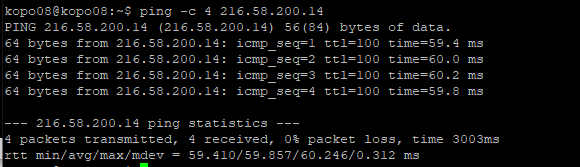 kopo08@kopo08:~$ ping -c 4 216.58.200.14
PING 216.58.200.14 (216.58.200.14) 56(84) bytes of data.
64 bytes from 216.58.200.14: icmp_seq=1 ttl=100 time=59.4 ms
64 bytes from 216.58.200.14: icmp_seq=2 ttl=100 time=60.0 ms
64 bytes from 216.58.200.14: icmp_seq=3 ttl=100 time=60.2 ms
64 bytes from 216.58.200.14: icmp_seq=4 ttl=100 time=59.8 ms

--- 216.58.200.14 ping statistics ---
4 packets transmitted, 4 received, 0% packet loss, time 3003ms
rtt min/avg/max/mdev = 59.410/59.857/60.246/0.312 ms